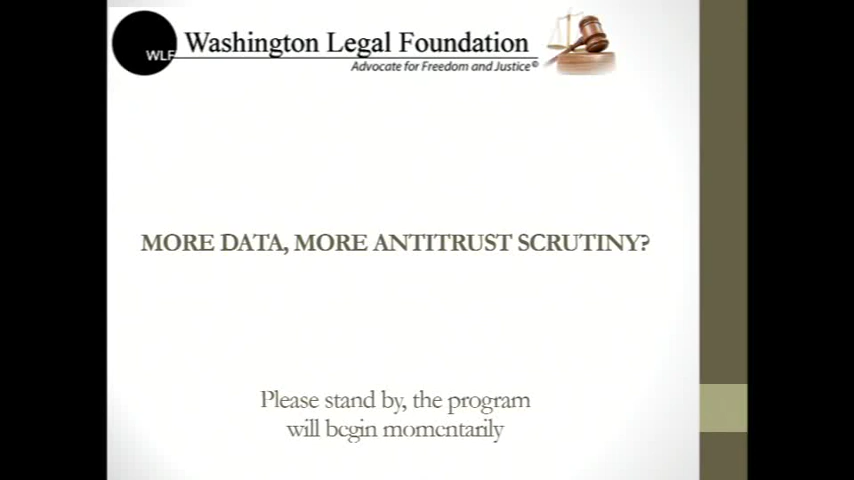 WLF
Washington Legal Foundation
Advocate for Freedom and Justice®
MORE DATA, MORE ANTITRUST SCRUTINY?
Please stand by, the program
will begin momentarily